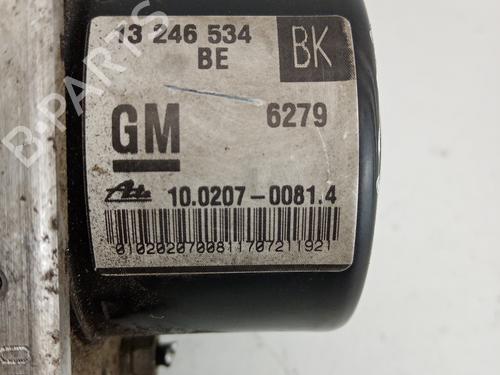 13 246 534
BE
BK
GM
6279
Ate 10.0207-0081.4
0102020700811707211921
B-PARTS